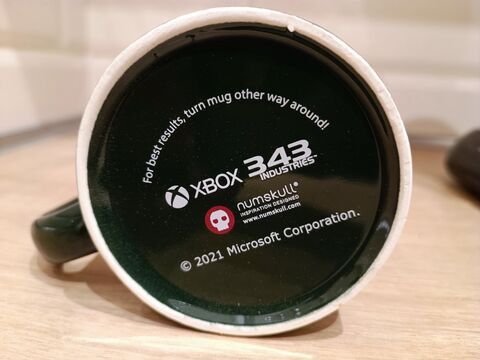 For best results, turn mug other way around!
XBOX 343 INDUSTRIES™
numskull®
INSPIRATION DESIGNED
www.numskull.com
© 2021 Microsoft Corporation.